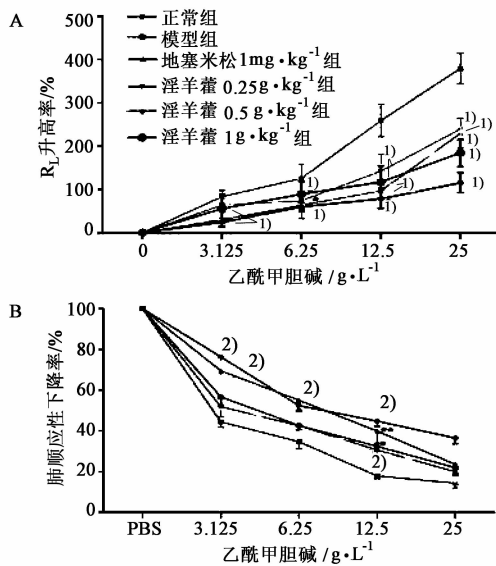 A
R_L升高率/%
500
400
300
200
100
0
正常组
模型组
地塞米松1mg·kg⁻¹组
淫羊藿 0.25g·kg⁻¹组
淫羊藿 0.5g·kg⁻¹组
淫羊藿 1g·kg⁻¹组
1)
1)
1)
1)
1)
1)
1)
1)
1)
1)
0 3.125 6.25 12.5 25
乙酰甲胆碱/g·L⁻¹
B
肺顺应性下降率/%
100
80
60
40
20
0
2)
2)
2)
2)
2)
PBS 3.125 6.25 12.5 25
乙酰甲胆碱/g·L⁻¹